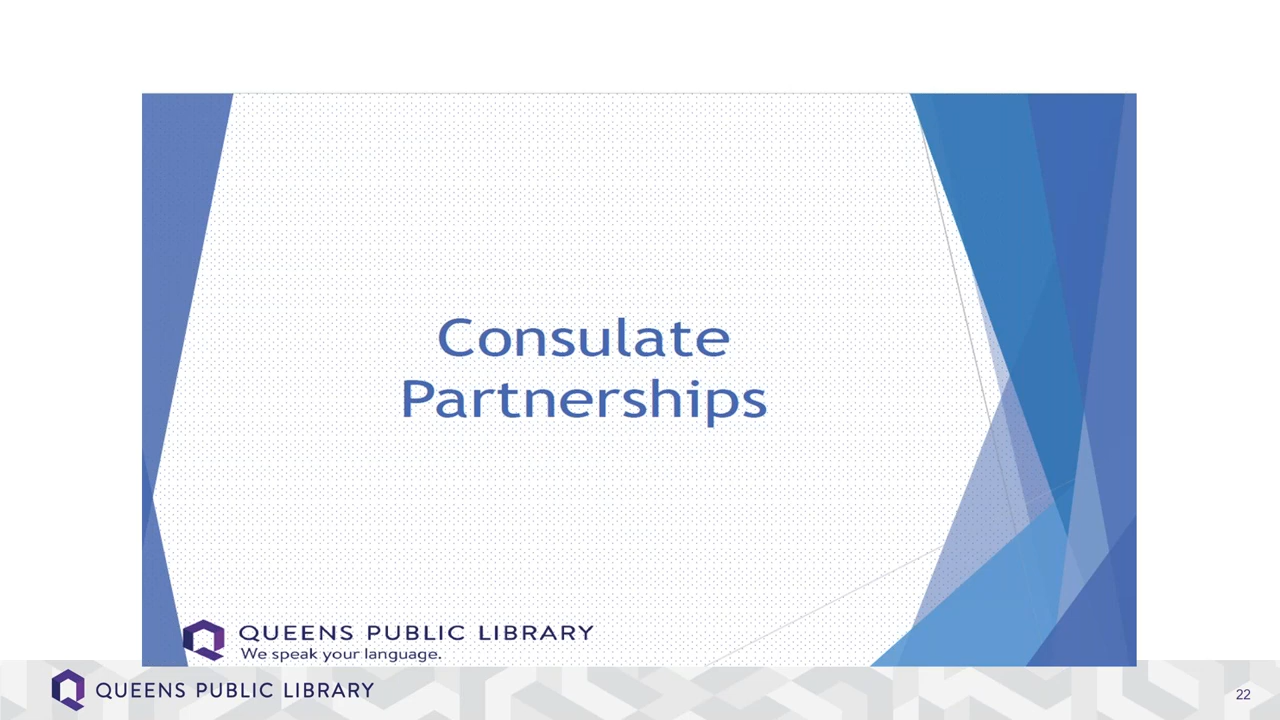 Consulate
Partnerships
QUEENS PUBLIC LIBRARY
We speak your language.
QUEENS PUBLIC LIBRARY
22